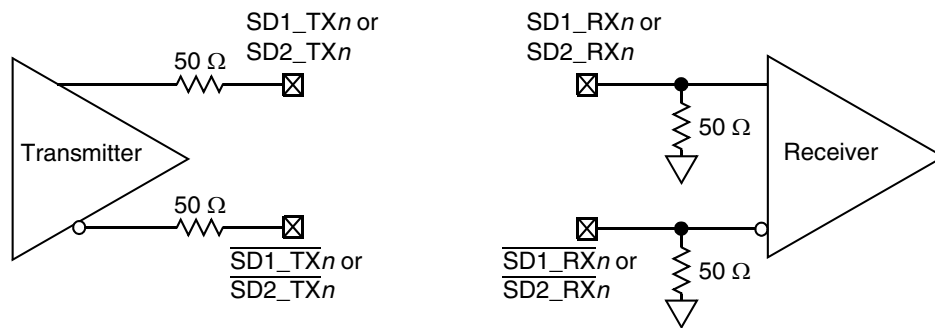 SD1_TXn or
SD2_TXn
50 Ω
Transmitter
50 Ω
SD1_TXn or
SD2_TXn
SD1_RXn or
SD2_RXn
50 Ω
Receiver
SD1_RXn or
SD2_RXn
50 Ω